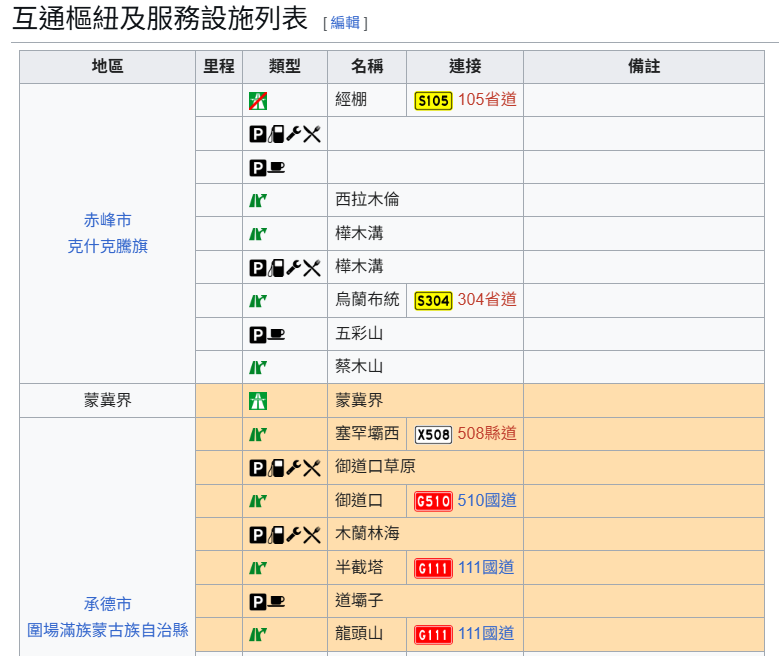 互通樞紐及服務設施列表 [編輯]
地區 里程 類型 名稱 連接 備註
經棚 S105 105省道
P
P
西拉木倫
樺木溝
赤峰市
克什克騰旗
P 樺木溝
烏蘭布統 S304 304省道
P 五彩山
蔡木山
蒙冀界 蒙冀界
塞罕壩西 X508 508縣道
P 御道口草原
御道口 G510 510國道
P 木蘭林海
半截塔 G111 111國道
P 道壩子
承德市
圍場滿族蒙古族自治縣
龍頭山 G111 111國道